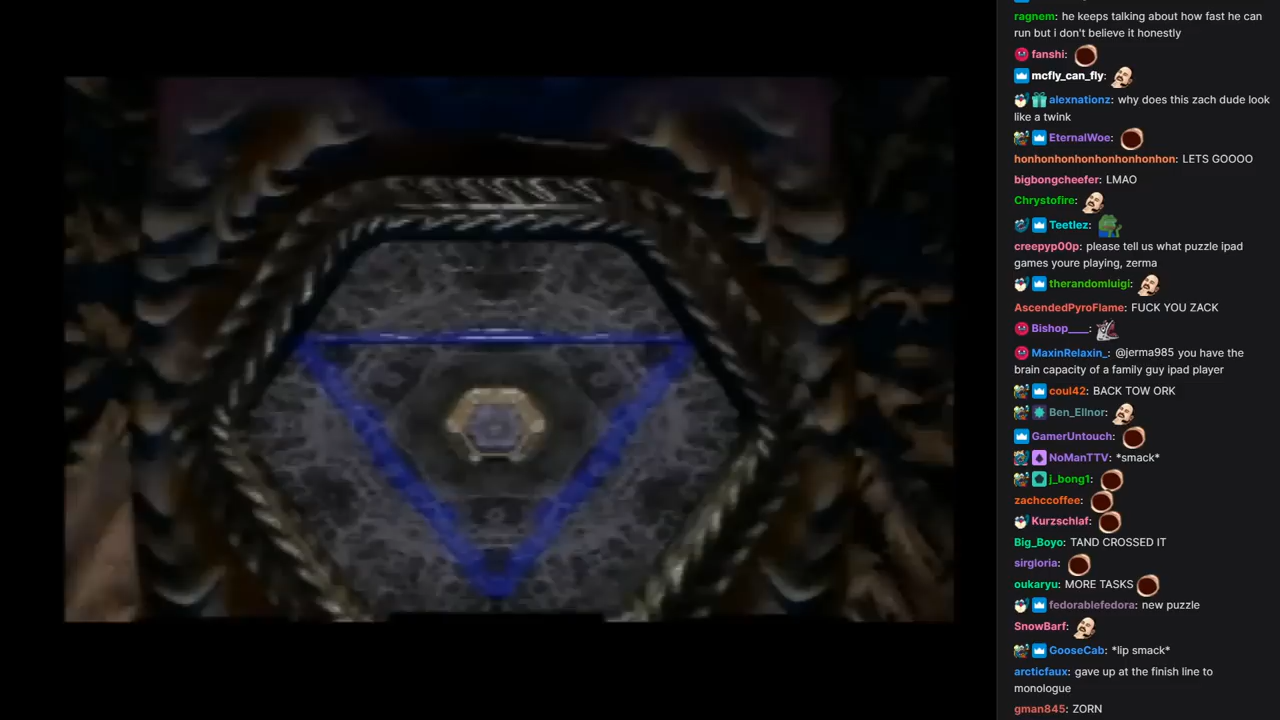 ragnem: he keeps talking about how fast he can
run but i don't believe it honestly
fanshi:
mcfly_can_fly:
alexnationz: why does this zach dude look
like a twink
EternalWoe:
honhonhonhonhonhonhonhon: LETS GOOOO
bigbongcheefer: LMAO
Chrystofire:
Teetlez:
creepyp00p: please tell us what puzzle ipad
games youre playing, zerma
therandomluigi:
AscendedPyroFlame: FUCK YOU ZACK
Bishop____:
MaxinRelaxin_: @jerma985 you have the
brain capacity of a family guy ipad player
coul42: BACK TOW ORK
Ben_Ellnor:
GamerUntouch:
NoManTTV: *smack*
j_bong1:
zachccoffee:
Kurzschlaf:
Big_Boyo: TAND CROSSED IT
sirgloria:
oukaryu: MORE TASKS
fedorablefedora: new puzzle
SnowBarf:
GooseCab: *lip smack*
arcticfaux: gave up at the finish line to
monologue
gman845: ZORN